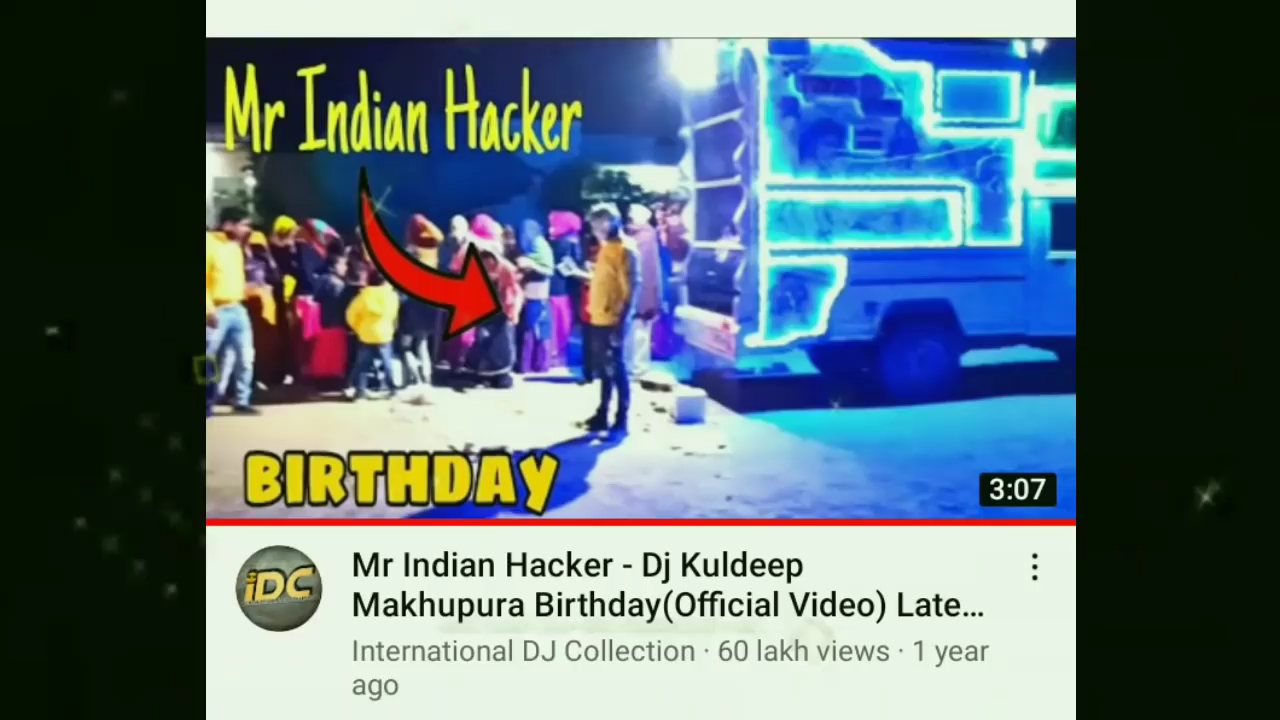 Mr Indian Hacker
BIRTHDAY
3:07
iDC
Mr Indian Hacker - Dj Kuldeep
Makhupura Birthday(Official Video) Late...
International DJ Collection · 60 lakh views · 1 year
ago